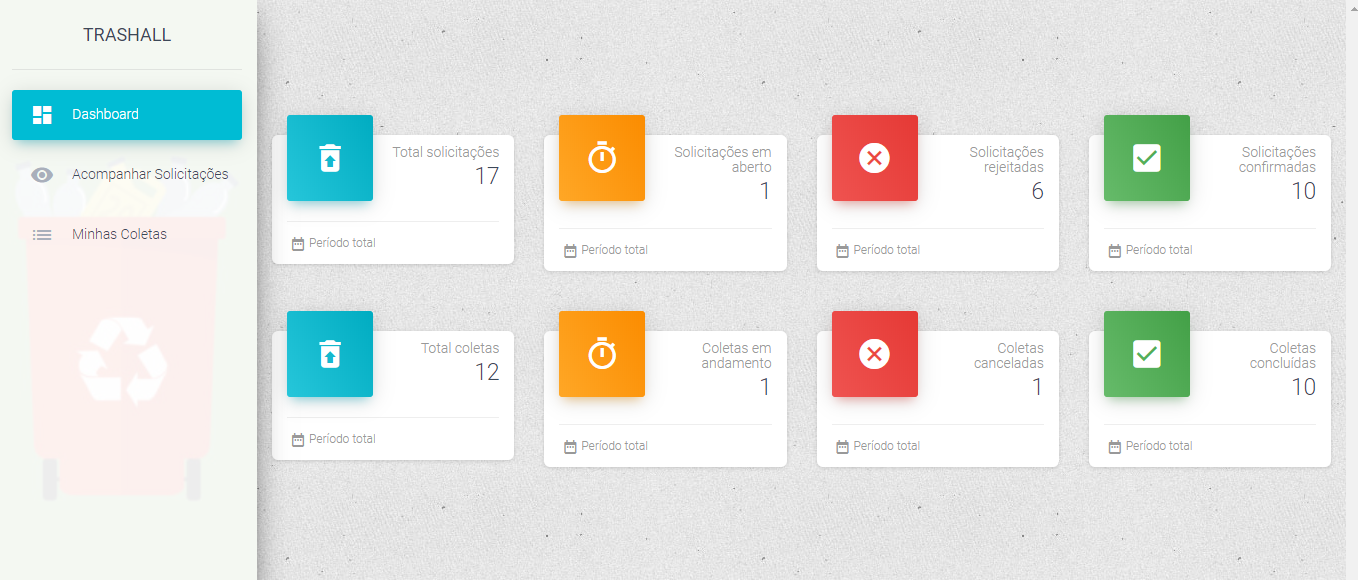 TRASHALL
Dashboard
Acompanhar Solicitações
Minhas Coletas
Total solicitações
17
Período total
Solicitações em
aberto
1
Período total
Solicitações
rejeitadas
6
Período total
Solicitações
confirmadas
10
Período total
Total coletas
12
Período total
Coletas em
andamento
1
Período total
Coletas
canceladas
1
Período total
Coletas
concluídas
10
Período total